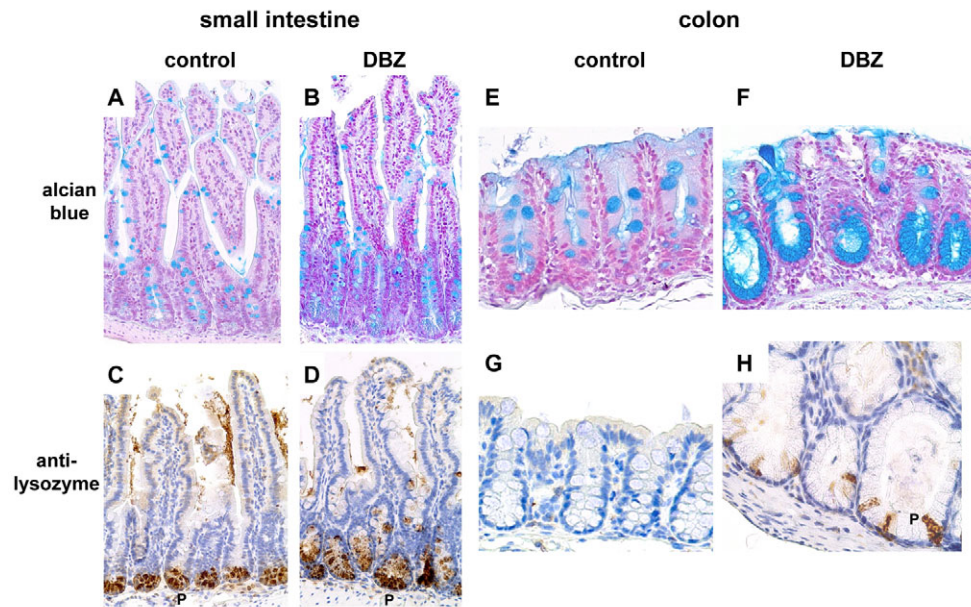 small intestine
colon
control
DBZ
control
DBZ
A
B
E
F
alcian
blue
C
D
G
H
anti-
lysozyme
P
P
P